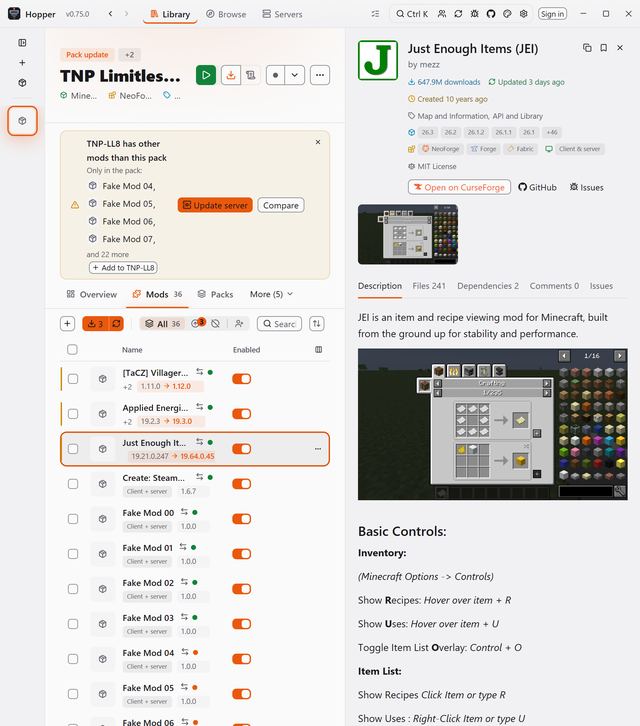 Hopper v0.75.0 Library Browse Servers Ctrl K Sign in
Pack update +2
TNP Limitles...
Mine... NeoFo... ...
TNP-LL8 has other
mods than this pack
Only in the pack:
Fake Mod 04,
Fake Mod 05,
Fake Mod 06,
Fake Mod 07,
and 22 more
+ Add to TNP-LL8
Update server Compare
Overview Mods 36 Packs More (5)
3 All 36 3 Searc
Name Enabled
[TaCZ] Villager...
+2 1.11.0 → 1.12.0
Applied Energi...
+2 19.2.3 → 19.3.0
Just Enough It...
19.21.0.247 → 19.64.0.45
Create: Steam...
Client + server 1.6.7
Fake Mod 00
Client + server 1.0.0
Fake Mod 01
Client + server 1.0.0
Fake Mod 02
Client + server 1.0.0
Fake Mod 03
Client + server 1.0.0
Fake Mod 04
Client + server 1.0.0
Fake Mod 05
Client + server 1.0.0
Fake Mod 06
J
Just Enough Items (JEI)
by mezz
647.9M downloads Updated 3 days ago
Created 10 years ago
Map and Information, API and Library
26.3 26.2 26.1.2 26.1.1 26.1 +46
NeoForge Forge Fabric Client & server
MIT License
Open on CurseForge GitHub Issues
Description Files 241 Dependencies 2 Comments 0 Issues
JEI is an item and recipe viewing mod for Minecraft, built
from the ground up for stability and performance.
1/16
Crafting
Basic Controls:
Inventory:
(Minecraft Options -> Controls)
Show Recipes: Hover over item + R
Show Uses: Hover over item + U
Toggle Item List Overlay: Control + O
Item List:
Show Recipes Click Item or type R
Show Uses : Right-Click Item or type U